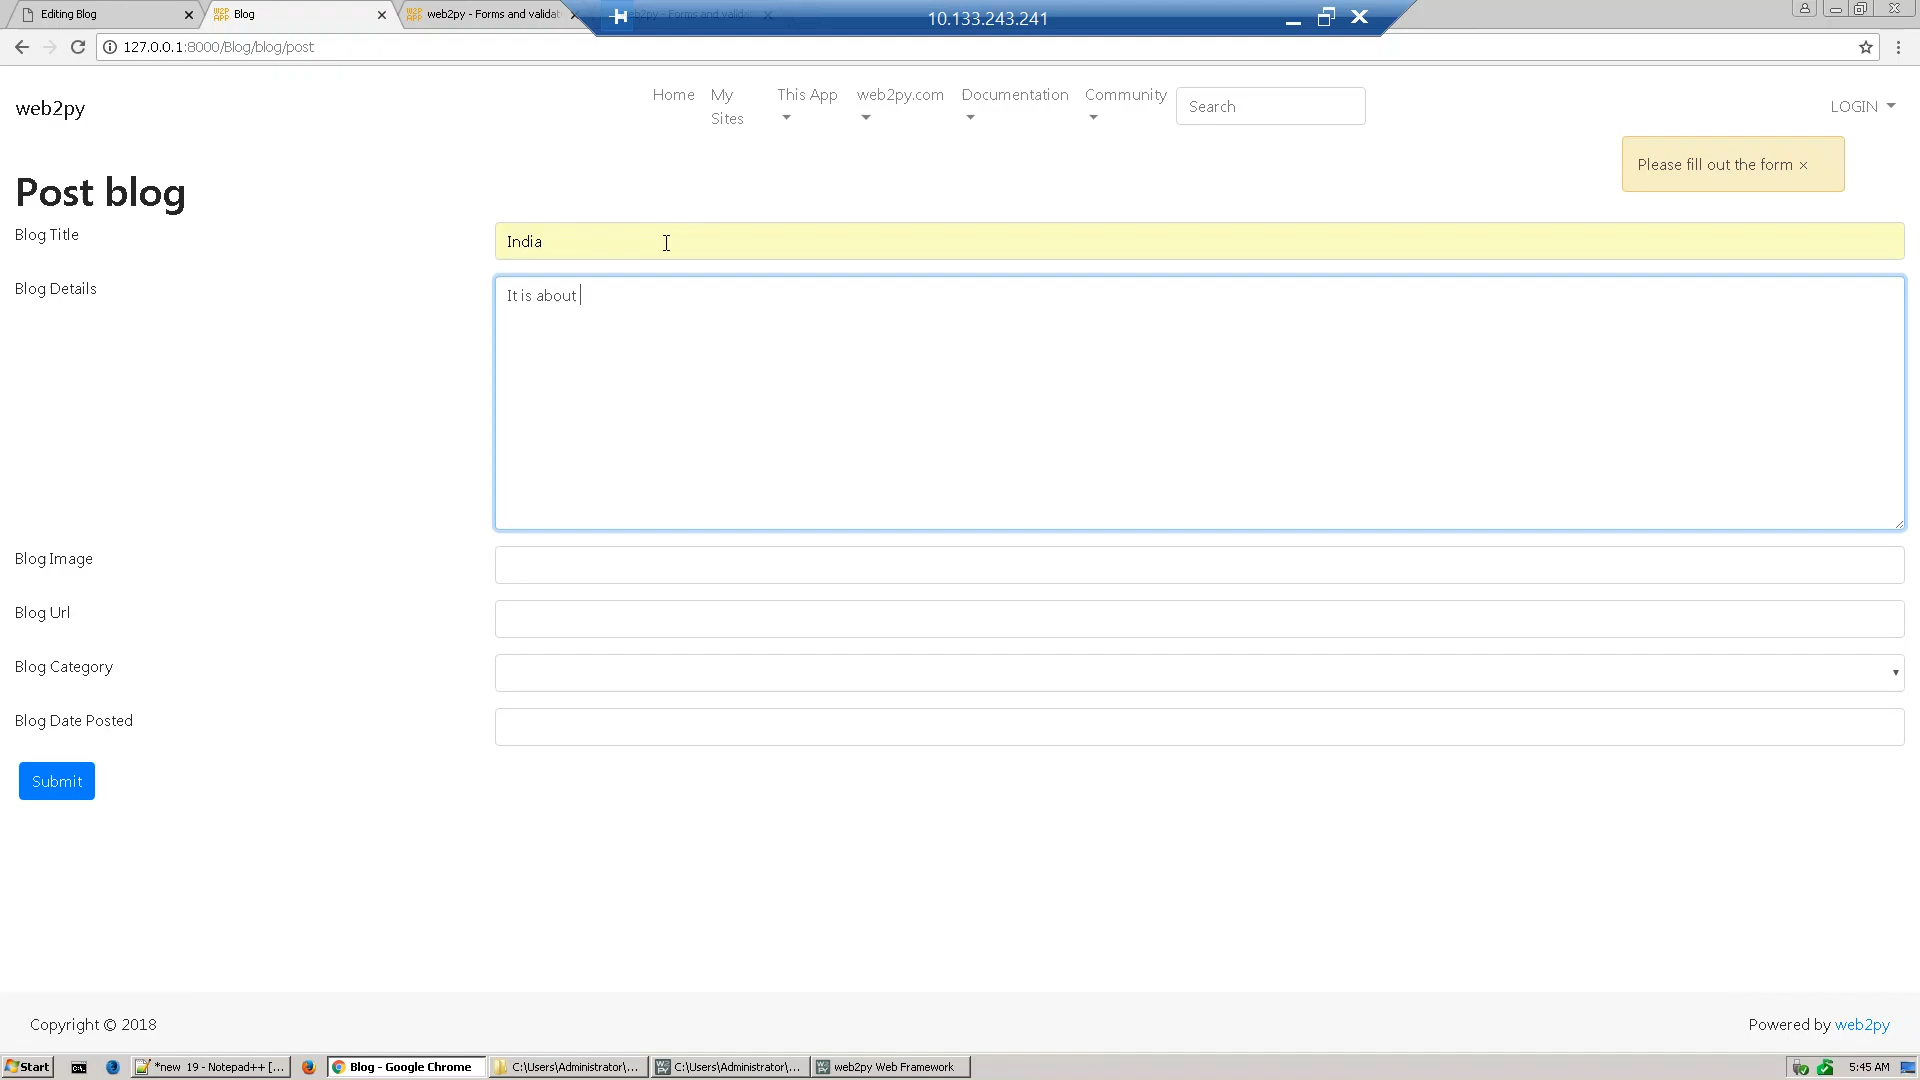 Editing Blog
Blog
web2py - Forms and validat
web2py - Forms and valida
10.133.243.241
127.0.0.1:8000/Blog/blog/post
web2py
Home
My Sites
This App
web2py.com
Documentation
Community
Search
LOGIN
Please fill out the form ×
Post blog
Blog Title
India
Blog Details
It is about
Blog Image
Blog Url
Blog Category
Blog Date Posted
Submit
Copyright © 2018
Powered by web2py
Start
*new 19 - Notepad++ [...
Blog - Google Chrome
C:\Users\Administrator\...
C:\Users\Administrator\...
web2py Web Framework
5:45 AM